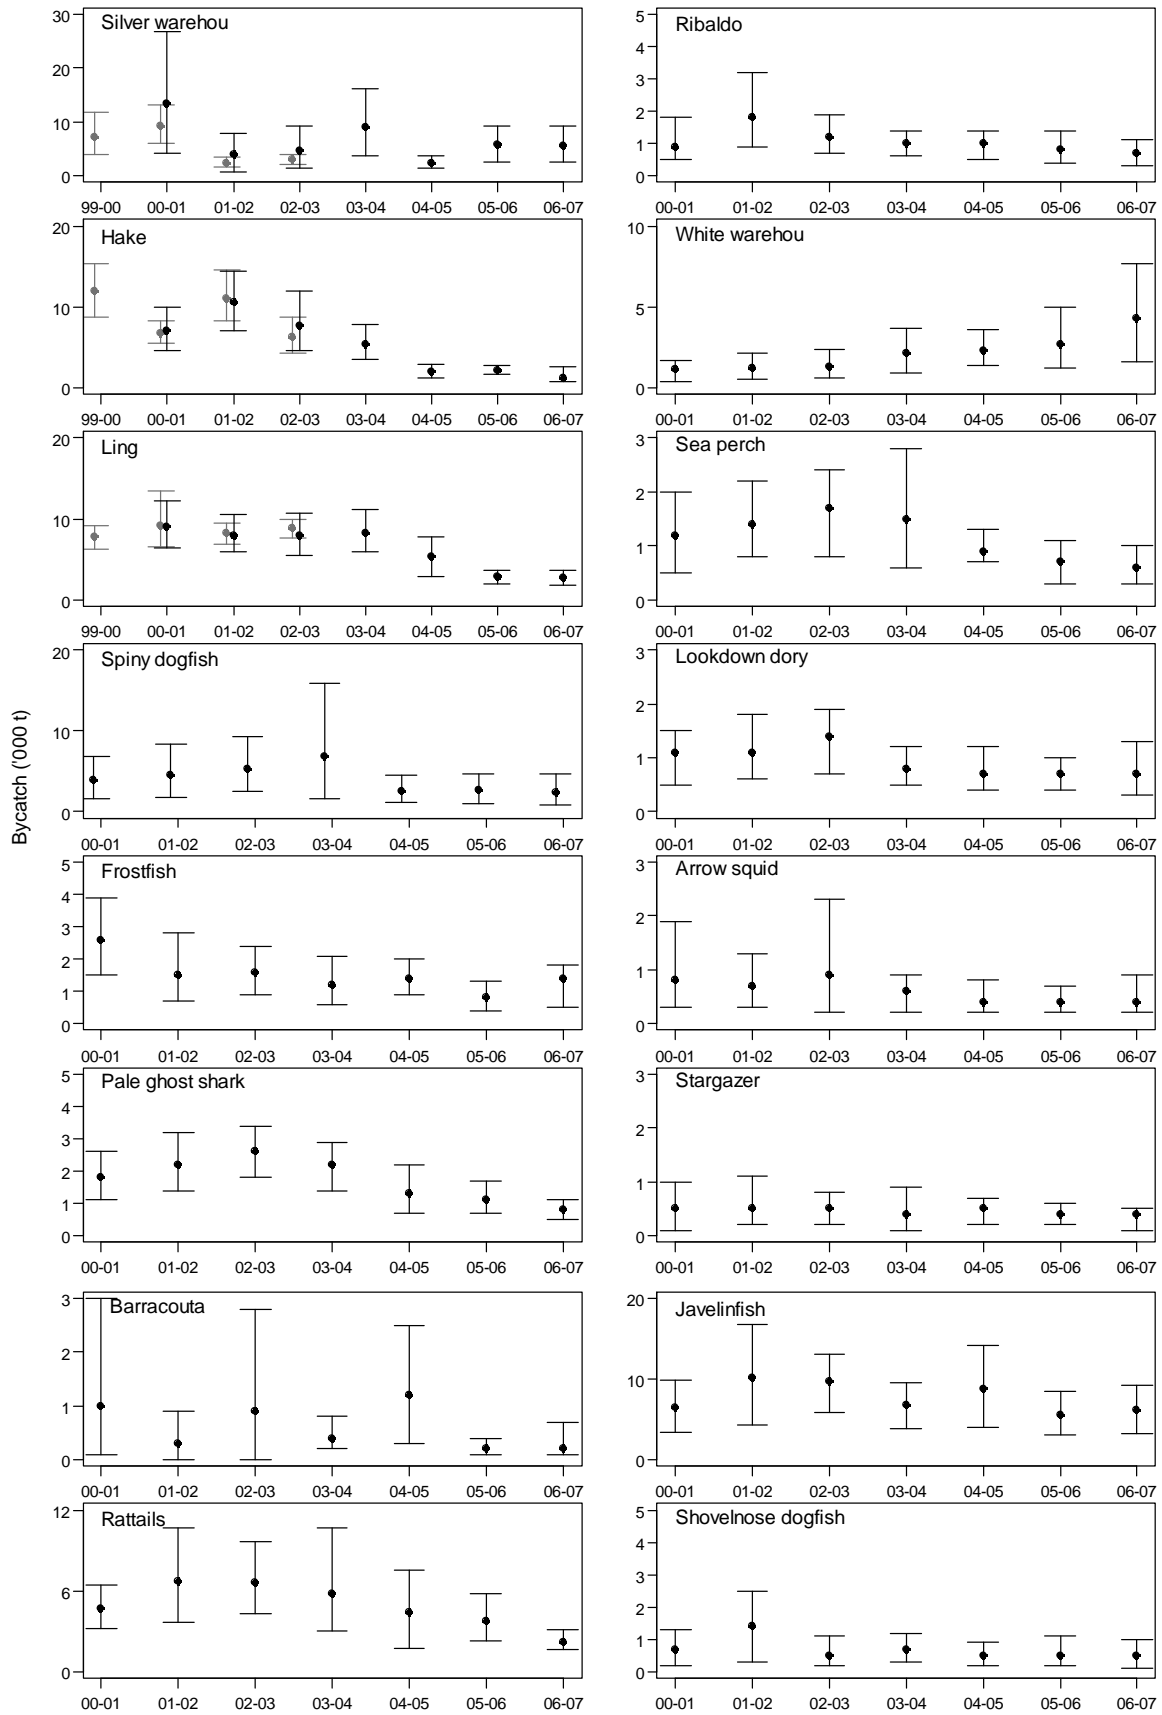 Bycatch ('000 t)
Silver warehou
30
20
10
0
99-00 00-01 01-02 02-03 03-04 04-05 05-06 06-07
Ribaldo
5
4
3
2
1
0
00-01 01-02 02-03 03-04 04-05 05-06 06-07
Hake
20
10
0
99-00 00-01 01-02 02-03 03-04 04-05 05-06 06-07
White warehou
10
5
0
00-01 01-02 02-03 03-04 04-05 05-06 06-07
Ling
20
10
0
99-00 00-01 01-02 02-03 03-04 04-05 05-06 06-07
Sea perch
3
2
1
0
00-01 01-02 02-03 03-04 04-05 05-06 06-07
Spiny dogfish
20
10
0
00-01 01-02 02-03 03-04 04-05 05-06 06-07
Lookdown dory
3
2
1
0
00-01 01-02 02-03 03-04 04-05 05-06 06-07
Frostfish
5
4
3
2
1
0
00-01 01-02 02-03 03-04 04-05 05-06 06-07
Arrow squid
3
2
1
0
00-01 01-02 02-03 03-04 04-05 05-06 06-07
Pale ghost shark
5
4
3
2
1
0
00-01 01-02 02-03 03-04 04-05 05-06 06-07
Stargazer
3
2
1
0
00-01 01-02 02-03 03-04 04-05 05-06 06-07
Barracouta
3
2
1
0
00-01 01-02 02-03 03-04 04-05 05-06 06-07
Javelinfish
20
10
0
00-01 01-02 02-03 03-04 04-05 05-06 06-07
Rattails
12
6
0
00-01 01-02 02-03 03-04 04-05 05-06 06-07
Shovelnose dogfish
5
4
3
2
1
0
00-01 01-02 02-03 03-04 04-05 05-06 06-07